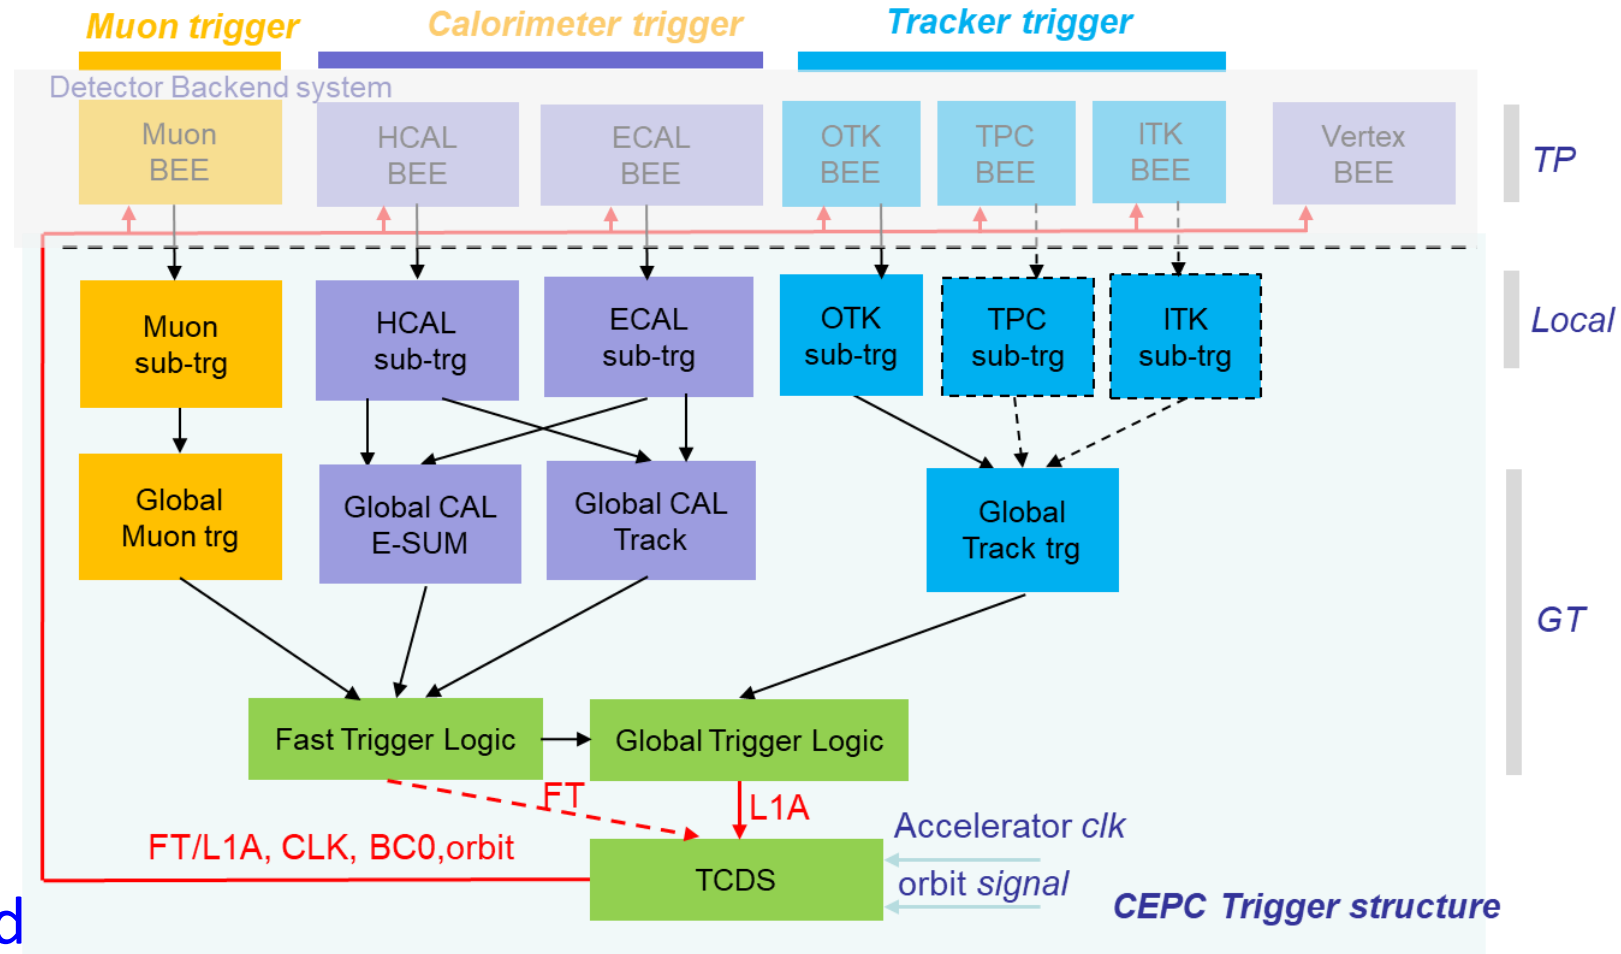 Muon trigger
Calorimeter trigger
Tracker trigger
Detector Backend system
Muon
BEE
HCAL
BEE
ECAL
BEE
OTK
BEE
TPC
BEE
ITK
BEE
Vertex
BEE
TP
Muon
sub-trg
HCAL
sub-trg
ECAL
sub-trg
OTK
sub-trg
TPC
sub-trg
ITK
sub-trg
Local
Global
Muon trg
Global CAL
E-SUM
Global CAL
Track
Global
Track trg
GT
Fast Trigger Logic
Global Trigger Logic
FT
L1A
FT/L1A, CLK, BC0,orbit
Accelerator clk
TCDS
orbit signal
CEPC Trigger structure
d